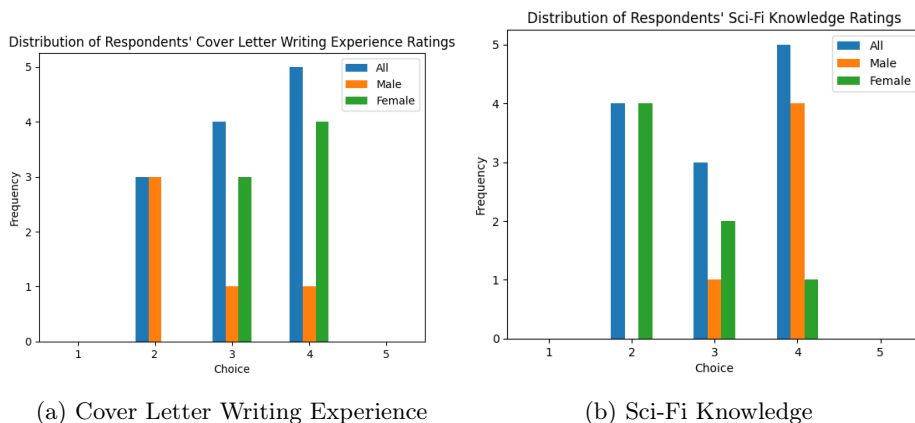 Distribution of Respondents' Cover Letter Writing Experience Ratings
All
Male
Female
Frequency
5
4
3
2
1
0
1 2 3 4 5
Choice
(a) Cover Letter Writing Experience
Distribution of Respondents' Sci-Fi Knowledge Ratings
All
Male
Female
Frequency
5
4
3
2
1
0
1 2 3 4 5
Choice
(b) Sci-Fi Knowledge